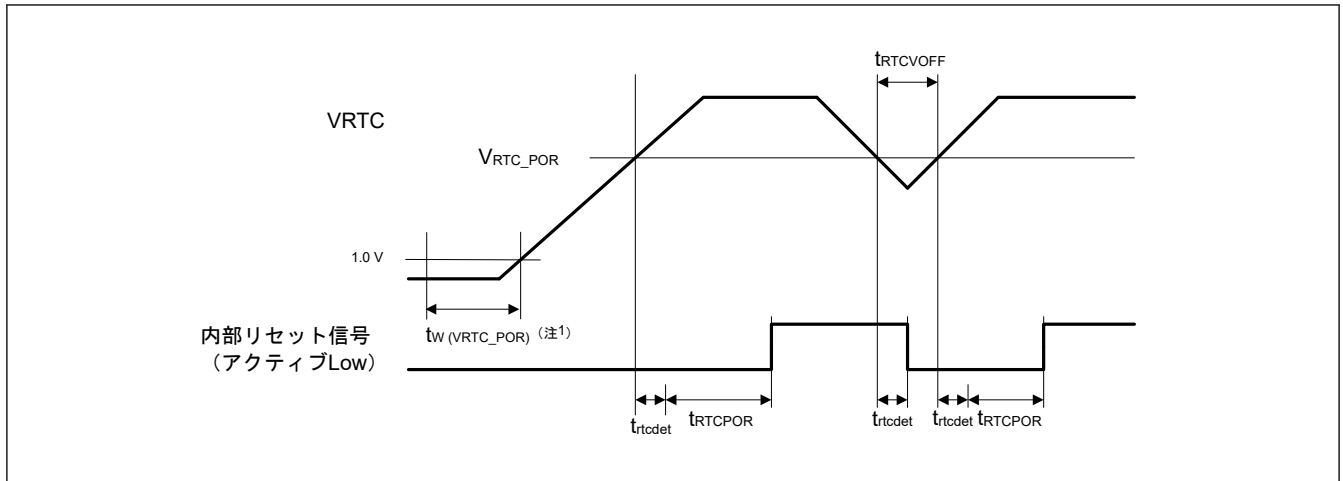 tRTCVOFF
VRTC
VRTC_POR
1.0 V
tW (VRTC_POR)（注1）
内部リセット信号
（アクティブLow）
trtcdet
tRTCPOR
trtcdet
trtcdet
tRTCPOR